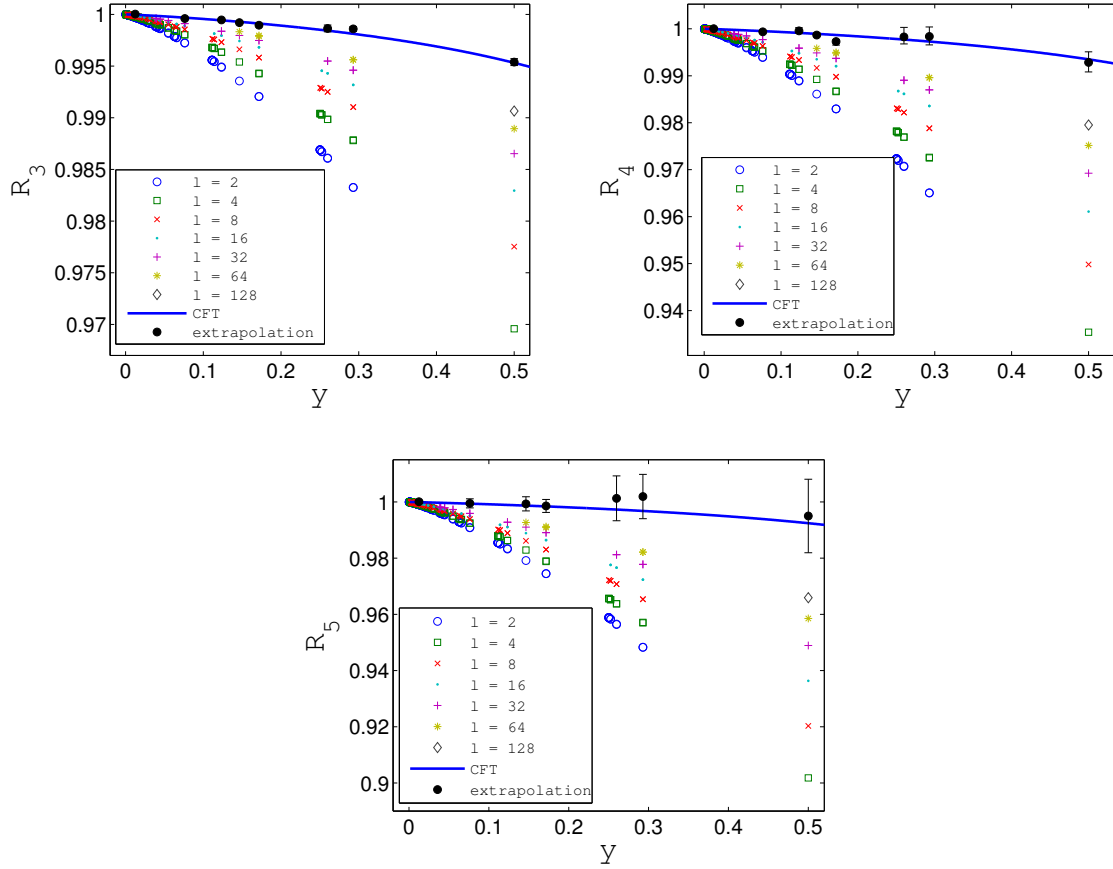 1
0.995
0.99
0.985
0.98
0.975
0.97
R_3
l = 2
l = 4
l = 8
l = 16
l = 32
l = 64
l = 128
CFT
extrapolation
0 0.1 0.2 0.3 0.4 0.5
y
1
0.99
0.98
0.97
0.96
0.95
0.94
R_4
l = 2
l = 4
l = 8
l = 16
l = 32
l = 64
l = 128
CFT
extrapolation
0 0.1 0.2 0.3 0.4 0.5
y
1
0.98
0.96
0.94
0.92
0.9
R_5
l = 2
l = 4
l = 8
l = 16
l = 32
l = 64
l = 128
CFT
extrapolation
0 0.1 0.2 0.3 0.4 0.5
y